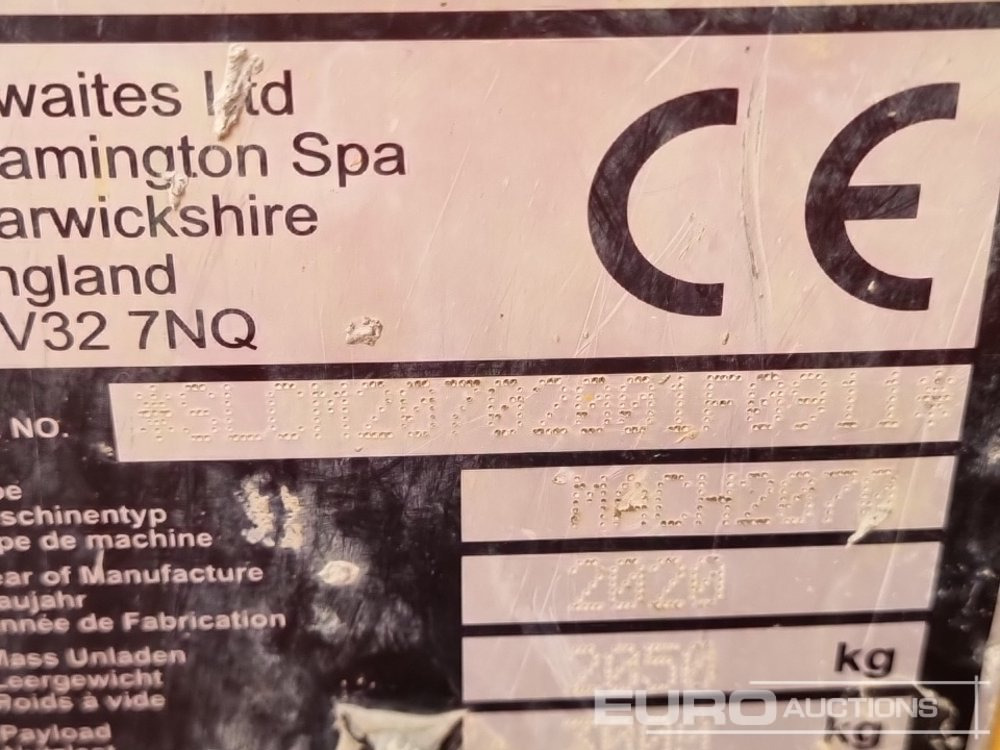 waites Ltd
amington Spa
arwickshire
ngland
V32 7NQ
CE
NO.
pe
schinentyp
pe de machine
MACH2070
ear of Manufacture
aujahr
nnée de Fabrication
2020
Mass Unladen
Leergewicht
Poids à vide
2050 kg
Payload
kg
EURO AUCTIONS